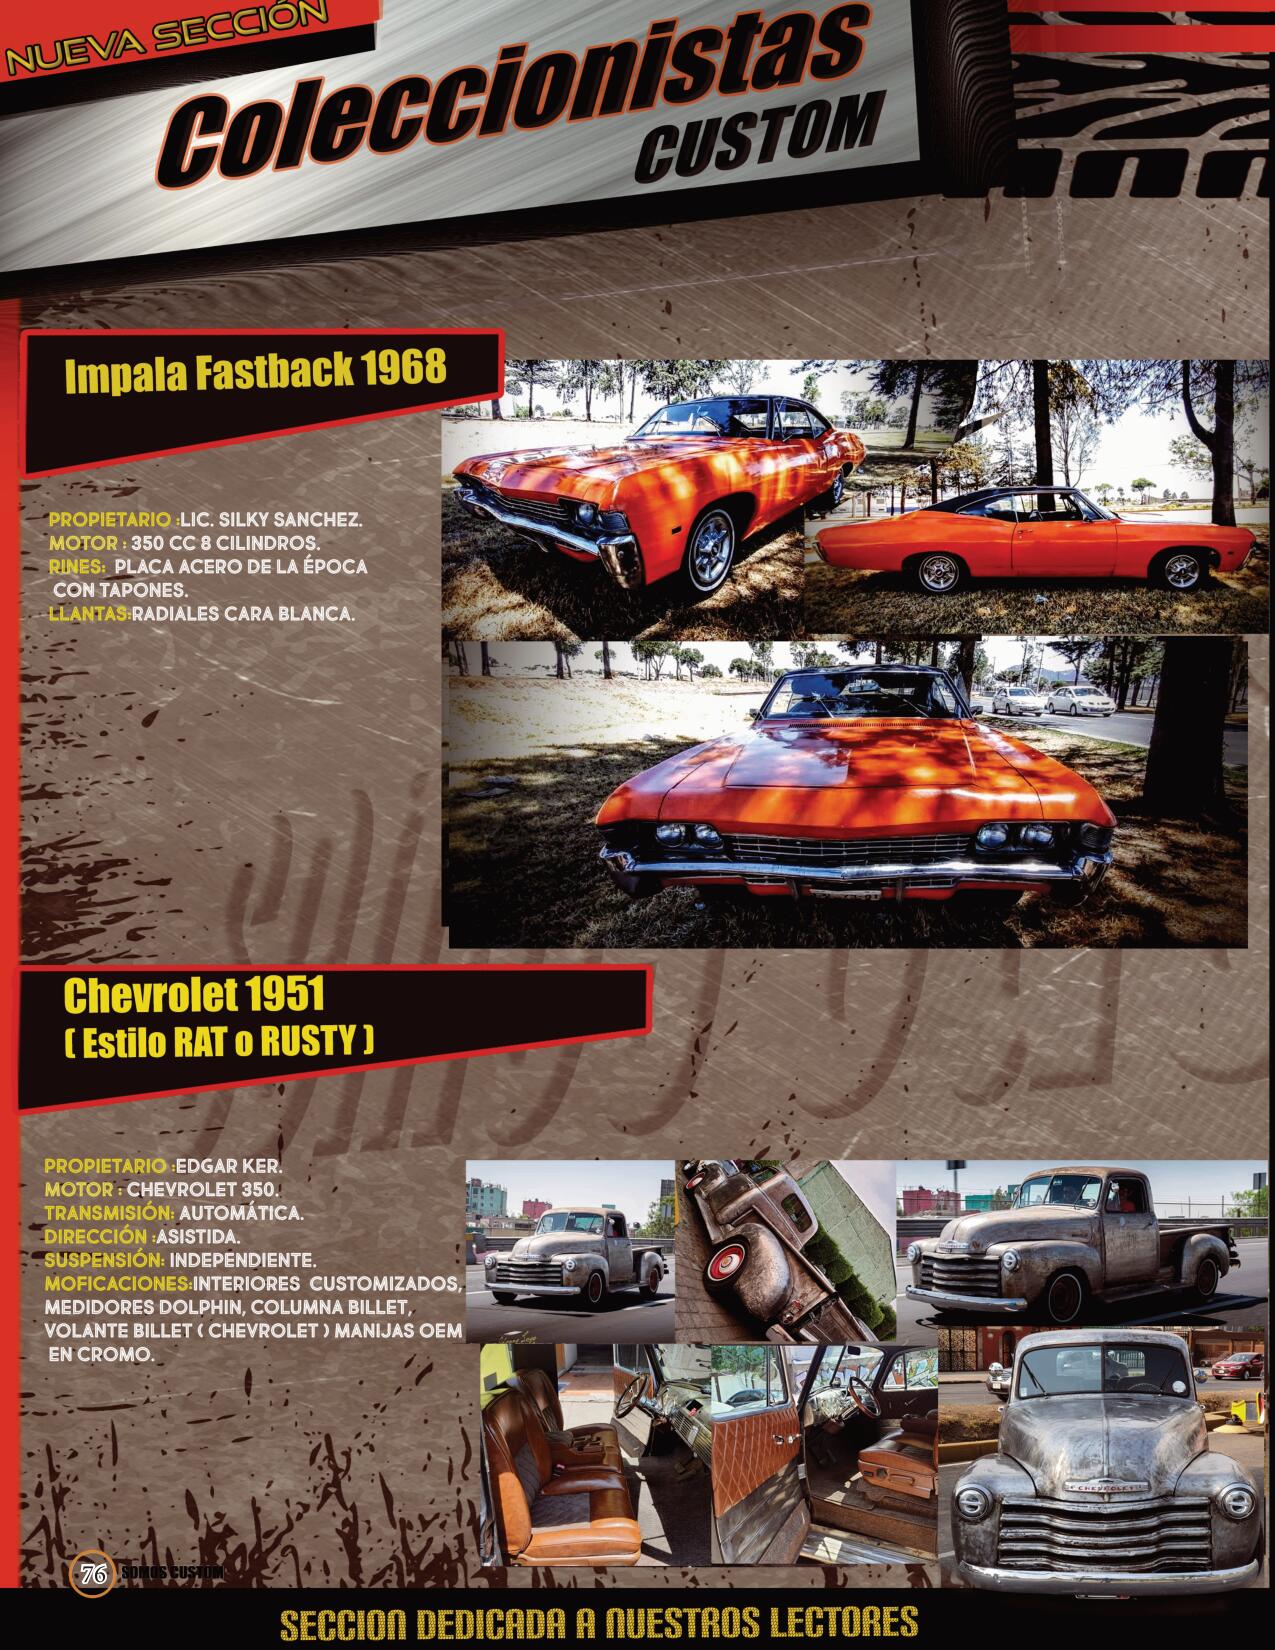 NUEVA SECCIÓN
Coleccionistas
CUSTOM
Impala Fastback 1968
PROPIETARIO :LIC. SILKY SANCHEZ.
MOTOR : 350 CC 8 CILINDROS.
RINES: PLACA ACERO DE LA ÉPOCA
CON TAPONES.
LLANTAS:RADIALES CARA BLANCA.
Chevrolet 1951
( Estilo RAT o RUSTY )
PROPIETARIO :EDGAR KER.
MOTOR : CHEVROLET 350.
TRANSMISIÓN: AUTOMÁTICA.
DIRECCIÓN :ASISTIDA.
SUSPENSIÓN: INDEPENDIENTE.
MOFICACIONES:INTERIORES CUSTOMIZADOS,
MEDIDORES DOLPHIN, COLUMNA BILLET,
VOLANTE BILLET ( CHEVROLET ) MANIJAS OEM
EN CROMO.
CHEVROLET
76 SOMOS CUSTOM
SECCION DEDICADA A NUESTROS LECTORES